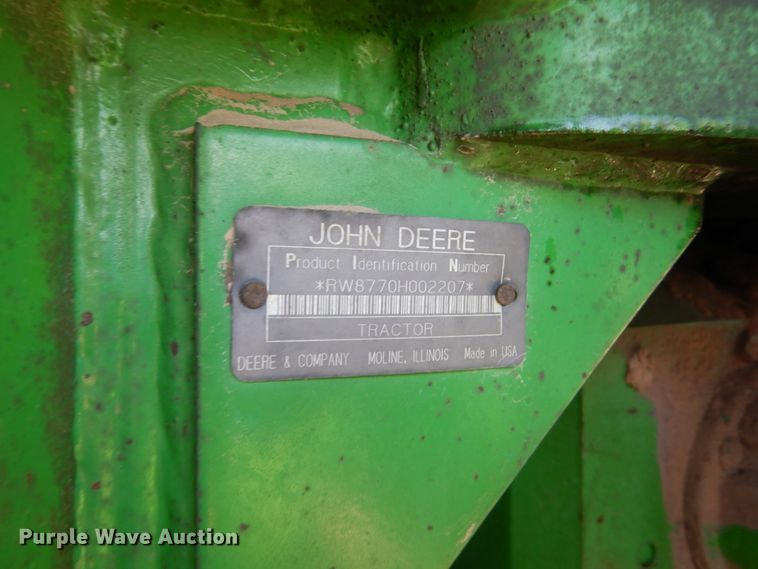 JOHN DEERE
Product Identification Number
*RW8770H002207*
TRACTOR
DEERE & COMPANY MOLINE, ILLINOIS Made in USA
Purple Wave Auction